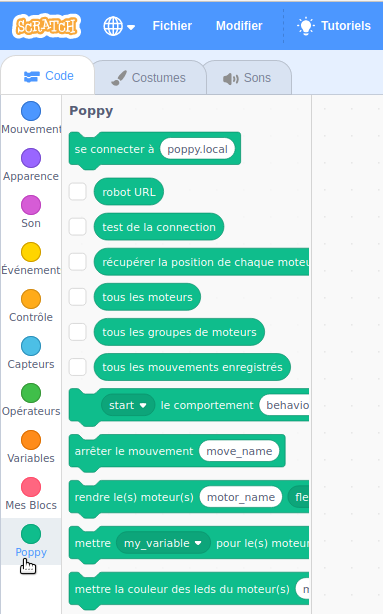 SCRATCH
Fichier
Modifier
Tutoriels
Code
Costumes
Sons
Mouvement
Apparence
Son
Événement
Contrôle
Capteurs
Opérateurs
Variables
Mes Blocs
Poppy
Poppy
se connecter à poppy.local
robot URL
test de la connection
récupérer la position de chaque moteu
tous les moteurs
tous les groupes de moteurs
tous les mouvements enregistrés
start le comportement behavio
arrêter le mouvement move_name
rendre le(s) moteur(s) motor_name fle
mettre my_variable pour le(s) moteur
mettre la couleur des leds du moteur(s) m